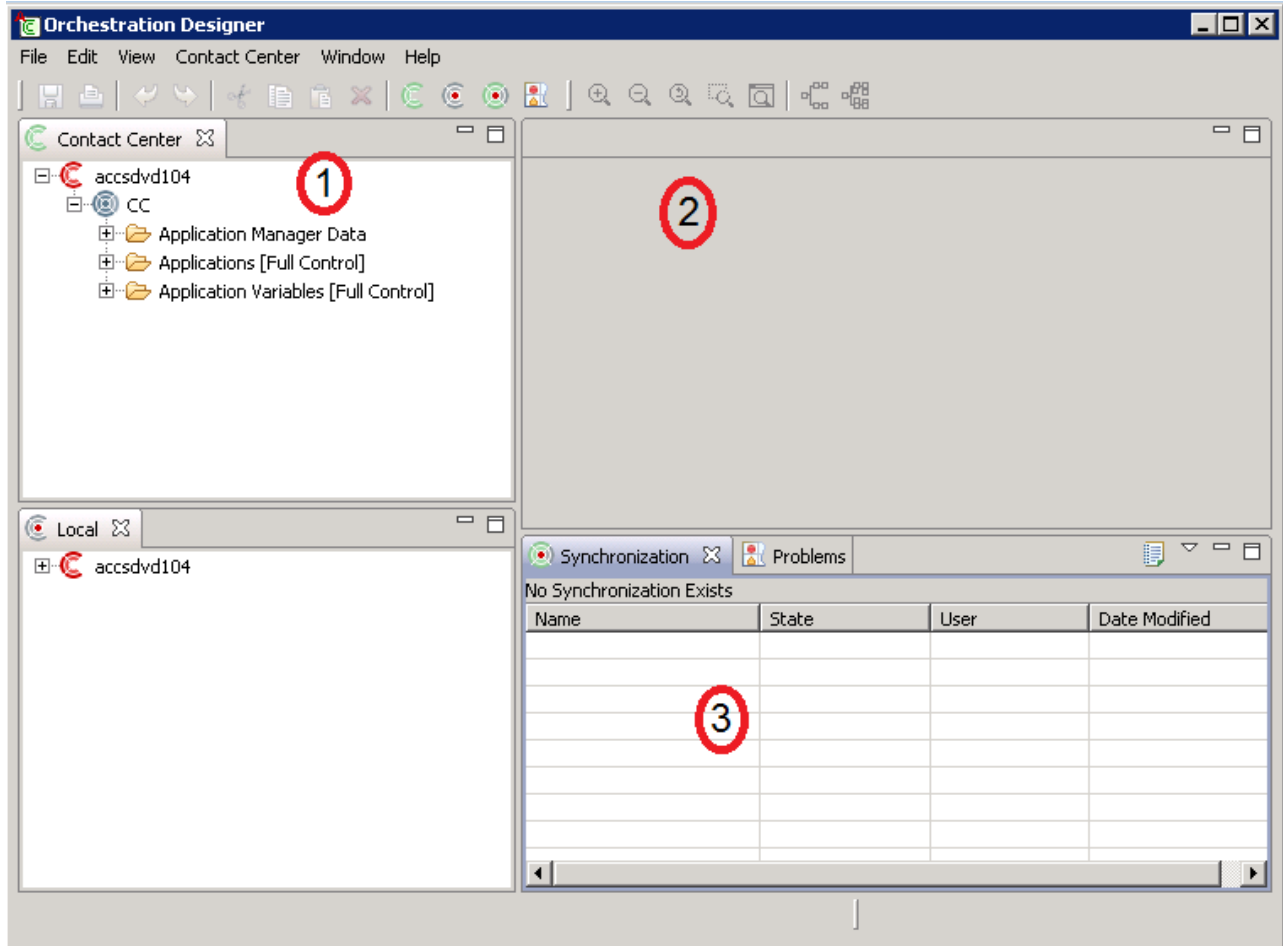 Orchestration Designer
File Edit View Contact Center Window Help
Contact Center
accsdvd104
CC
Application Manager Data
Applications [Full Control]
Application Variables [Full Control]
1
2
Local
accsdvd104
Synchronization Problems
No Synchronization Exists
Name State User Date Modified
3